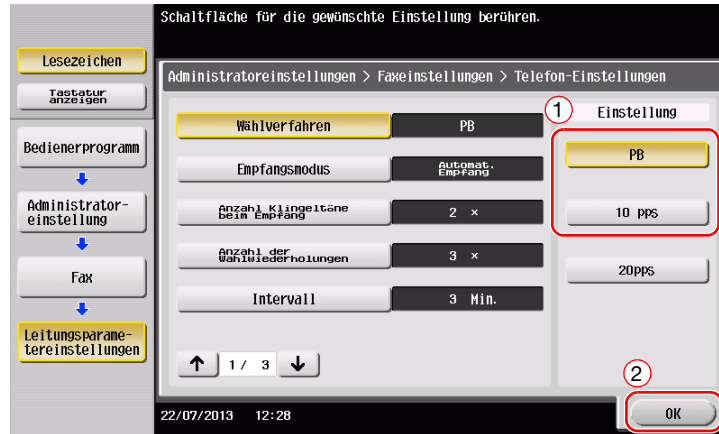 Schaltfläche für die gewünschte Einstellung berühren.
Lesezeichen
Tastatur
anzeigen
Bedienerprogramm
Administrator-
einstellung
Fax
Leitungsparame-
tereinstellungen
Administratoreinstellungen > Faxeinstellungen > Telefon-Einstellungen
Wählverfahren
PB
Empfangsmodus
Automat.
Empfang
Anzahl Klingeltöne
beim Empfang
2 ×
Anzahl der
Wahlwiederholungen
3 ×
Intervall
3 Min.
1/ 3
1
Einstellung
PB
10 pps
20pps
2
OK
22/07/2013 12:28